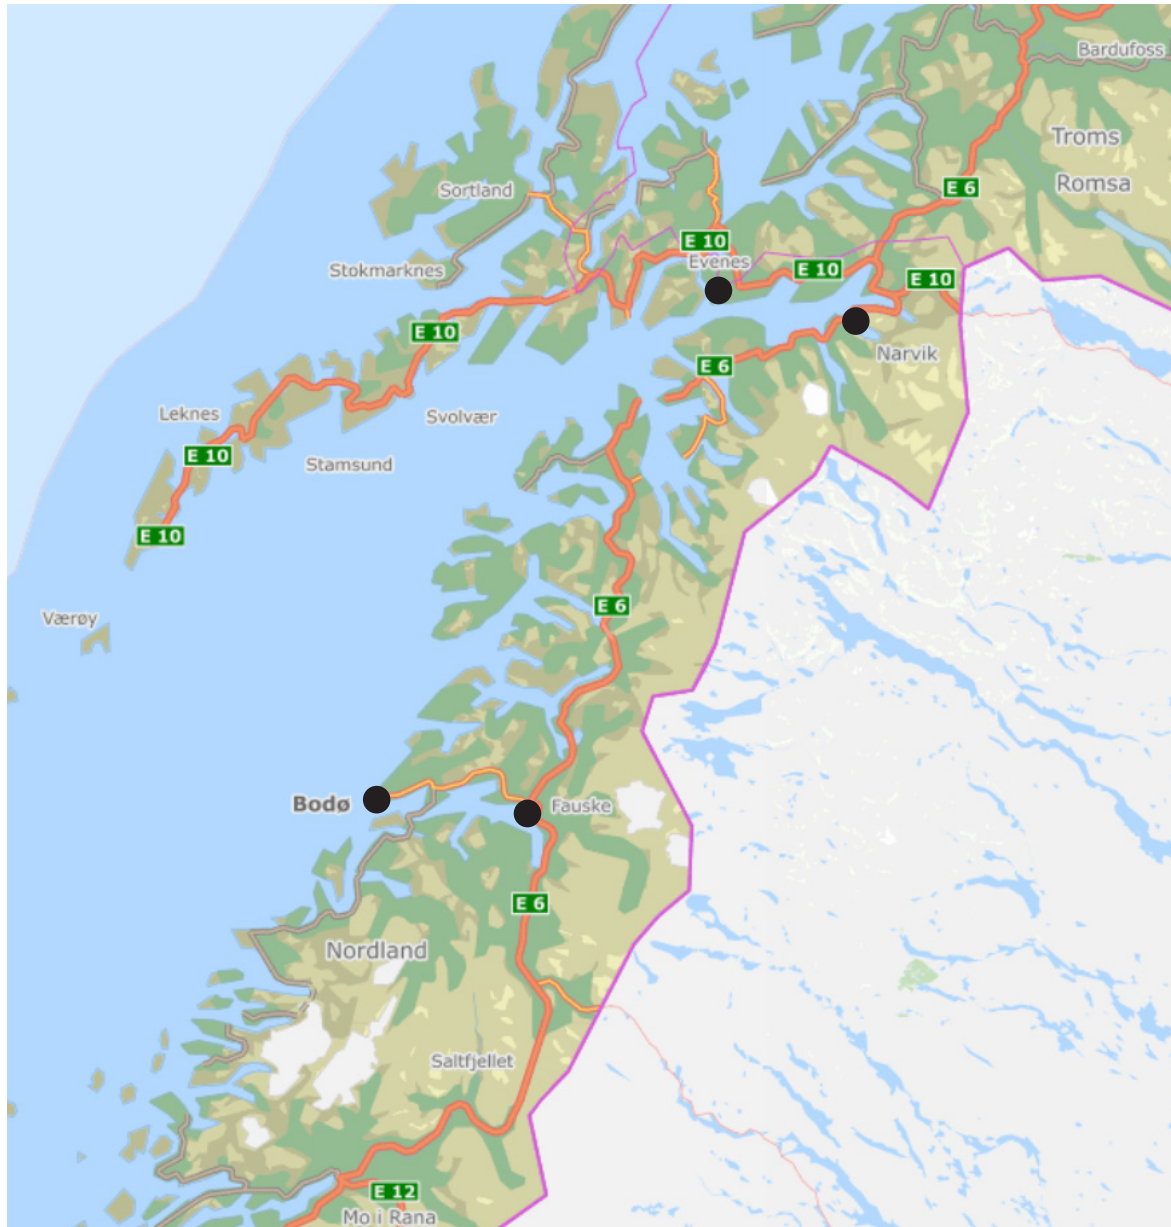 Bardufoss
Troms
Romsa
Sortland
E 6
E 10
Evenes
Stokmarknes
E 10
E 10
E 10
Narvik
E 6
Leknes
Svolvær
E 10
Stamsund
E 10
E 6
Værøy
Bodø
Fauske
E 6
Nordland
Saltfjellet
E 12
Mo i Rana